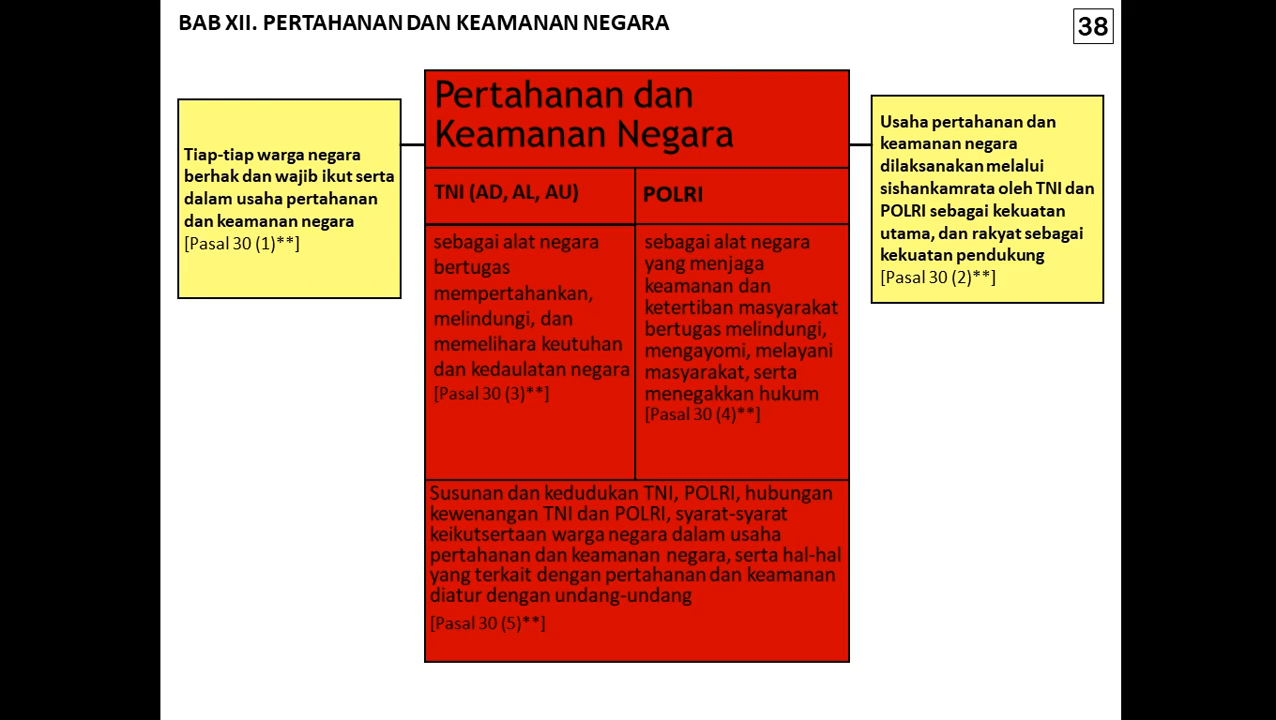 BAB XII. PERTAHANAN DAN KEAMANAN NEGARA
38
Tiap-tiap warga negara
berhak dan wajib ikut serta
dalam usaha pertahanan
dan keamanan negara
[Pasal 30 (1)**]
Pertahanan dan
Keamanan Negara
TNI (AD, AL, AU)
POLRI
sebagai alat negara
bertugas
mempertahankan,
melindungi, dan
memelihara keutuhan
dan kedaulatan negara
[Pasal 30 (3)**]
sebagai alat negara
yang menjaga
keamanan dan
ketertiban masyarakat
bertugas melindungi,
mengayomi, melayani
masyarakat, serta
menegakkan hukum
[Pasal 30 (4)**]
Susunan dan kedudukan TNI, POLRI, hubungan
kewenangan TNI dan POLRI, syarat-syarat
keikutsertaan warga negara dalam usaha
pertahanan dan keamanan negara, serta hal-hal
yang terkait dengan pertahanan dan keamanan
diatur dengan undang-undang
[Pasal 30 (5)**]
Usaha pertahanan dan
keamanan negara
dilaksanakan melalui
sishankamrata oleh TNI dan
POLRI sebagai kekuatan
utama, dan rakyat sebagai
kekuatan pendukung
[Pasal 30 (2)**]